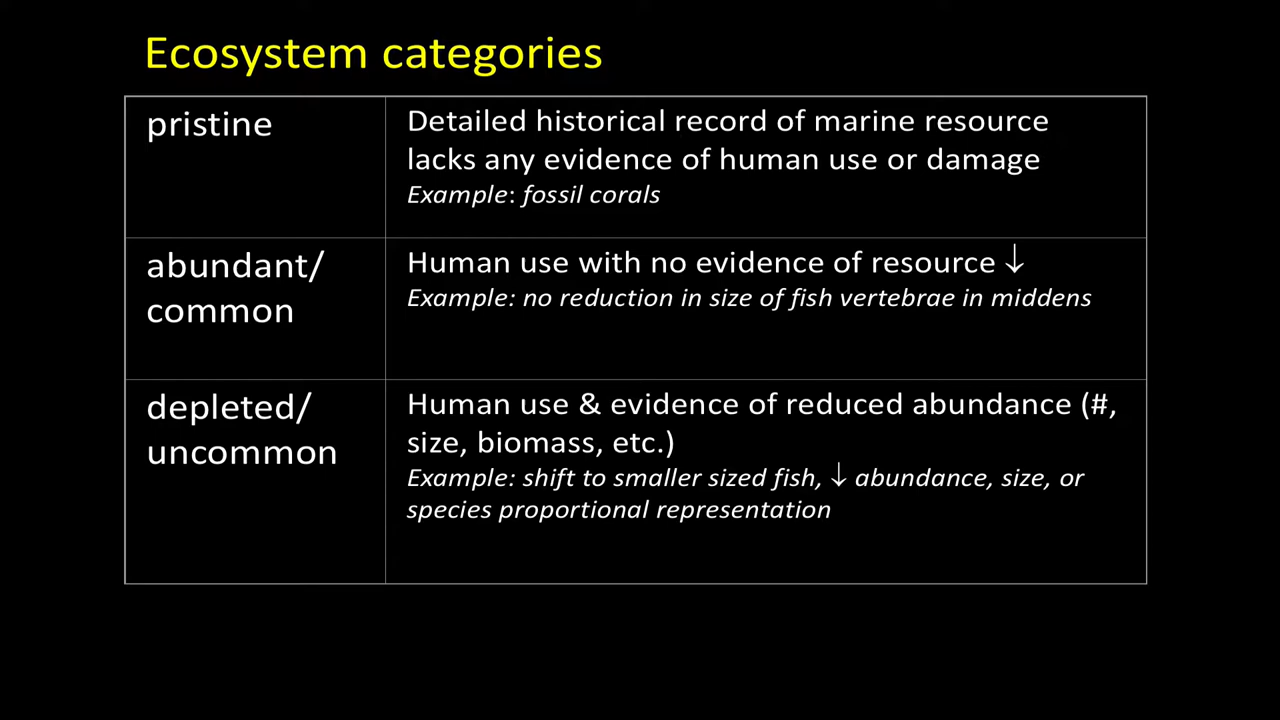 Ecosystem categories
pristine
Detailed historical record of marine resource
lacks any evidence of human use or damage
Example: fossil corals
abundant/
common
Human use with no evidence of resource ↓
Example: no reduction in size of fish vertebrae in middens
depleted/
uncommon
Human use & evidence of reduced abundance (#,
size, biomass, etc.)
Example: shift to smaller sized fish, ↓ abundance, size, or
species proportional representation